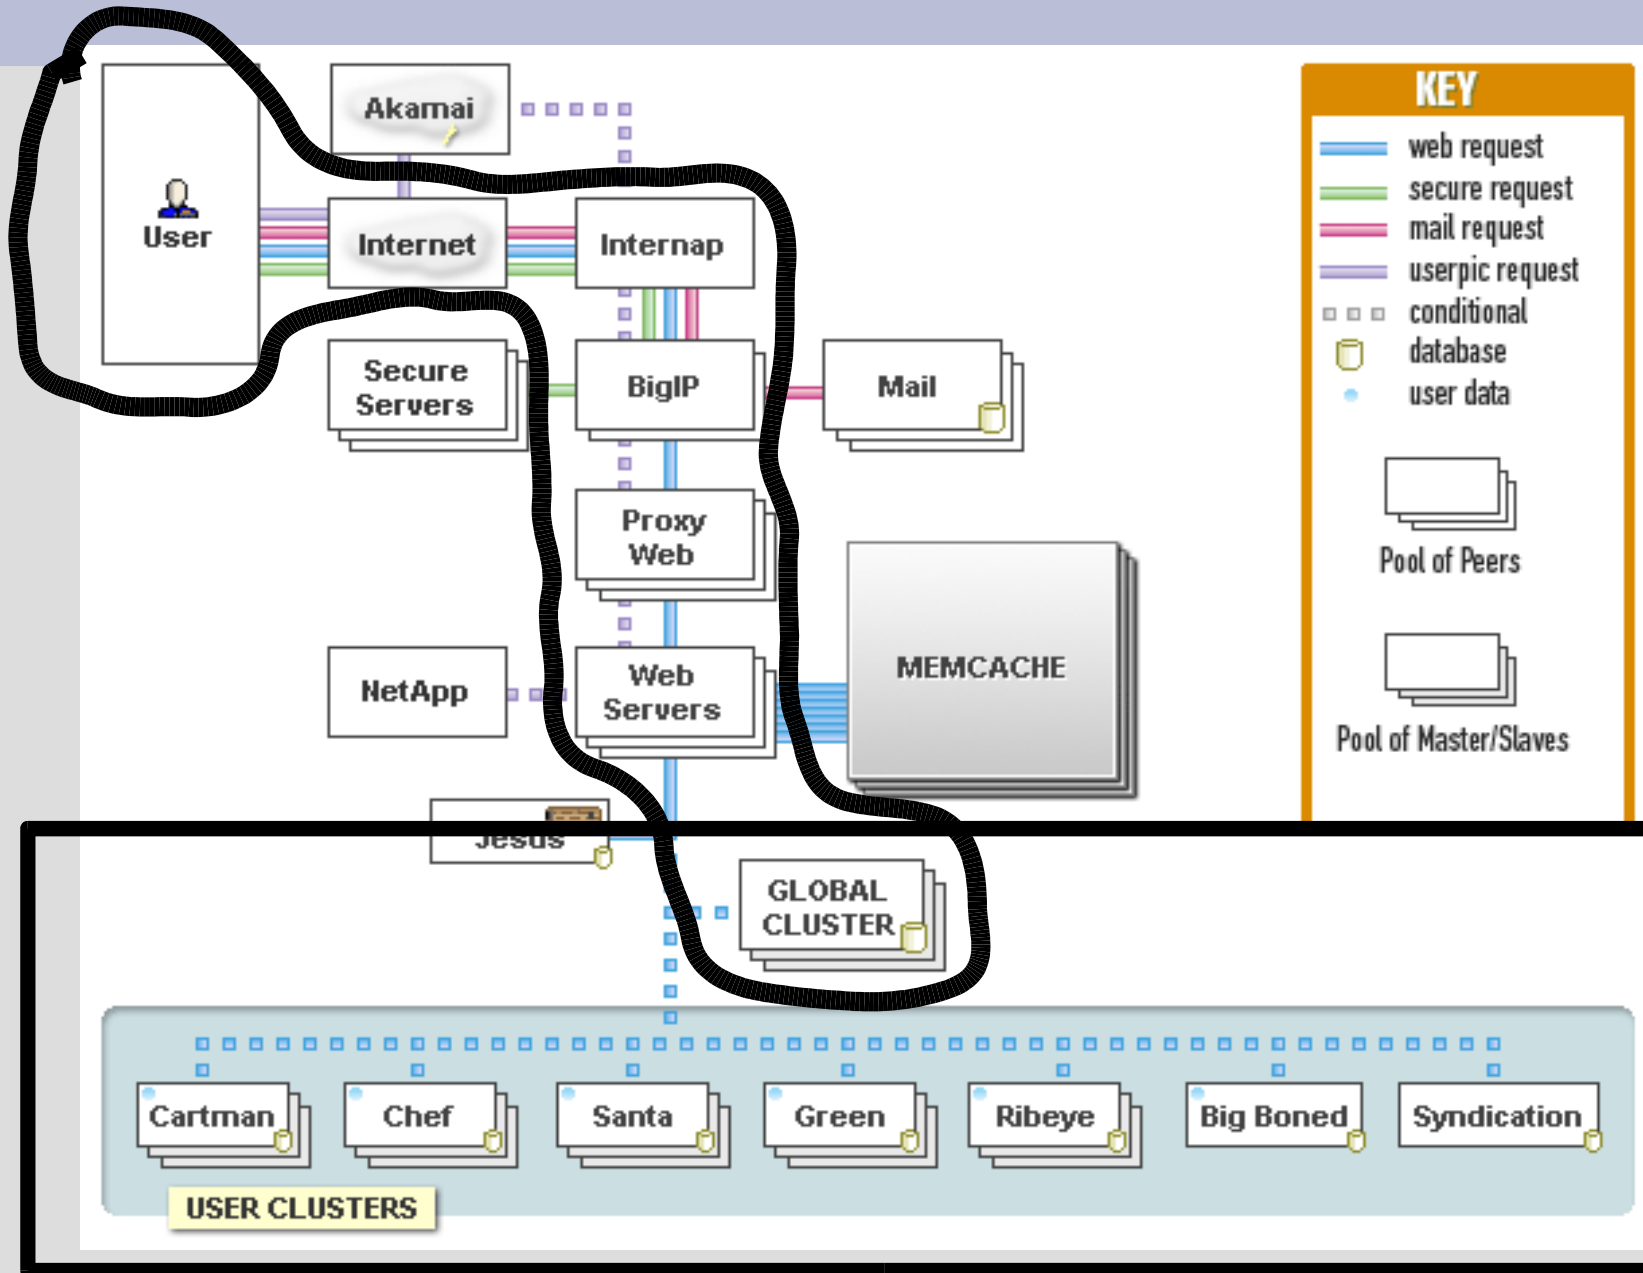 Akamai
User
Internet
Internap
Secure
Servers
BigIP
Mail
Proxy
Web
NetApp
Web
Servers
MEMCACHE
Jesus
GLOBAL
CLUSTER
Cartman
Chef
Santa
Green
Ribeye
Big Boned
Syndication
USER CLUSTERS
KEY
web request
secure request
mail request
userpic request
conditional
database
user data
Pool of Peers
Pool of Master/Slaves